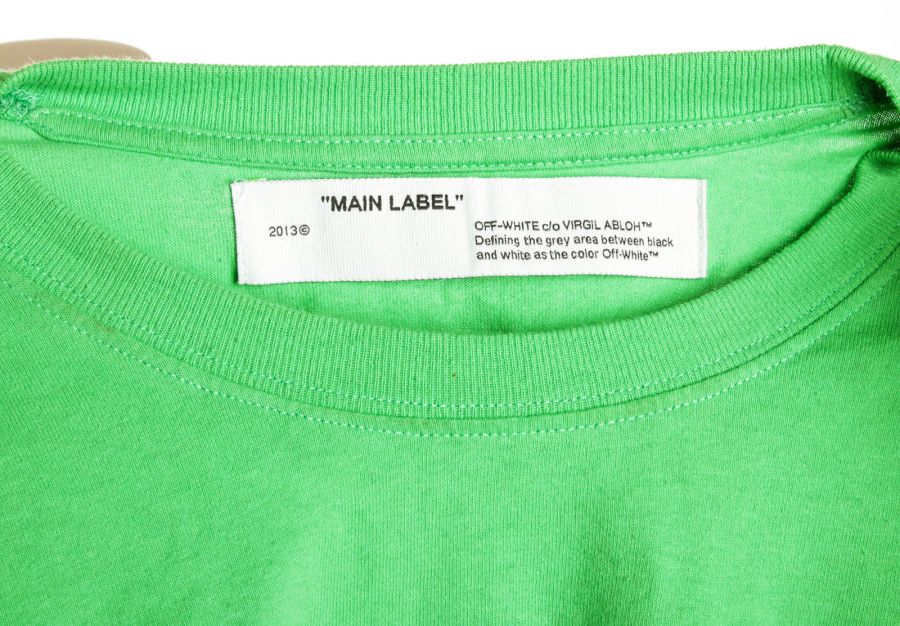 "MAIN LABEL"
2013©
OFF-WHITE c/o VIRGIL ABLOH™
Defining the grey area between black
and white as the color Off-White™